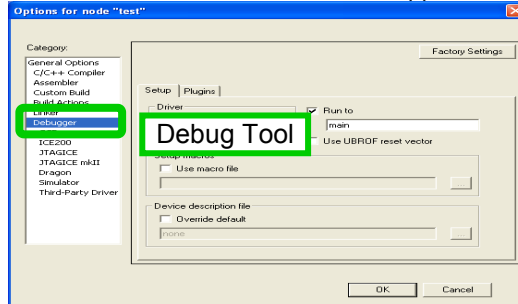 Options for node "test"
Category:
Factory Settings
General Options
C/C++ Compiler
Assembler
Custom Build
Build Actions
Linker
Debugger
ICE200
JTAGICE
JTAGICE mkII
Dragon
Simulator
Third-Party Driver
Setup Plugins
Driver
Run to
main
Debug Tool
Use UBROF reset vector
Setup macros
Use macro file
Device description file
Override default
none
OK Cancel